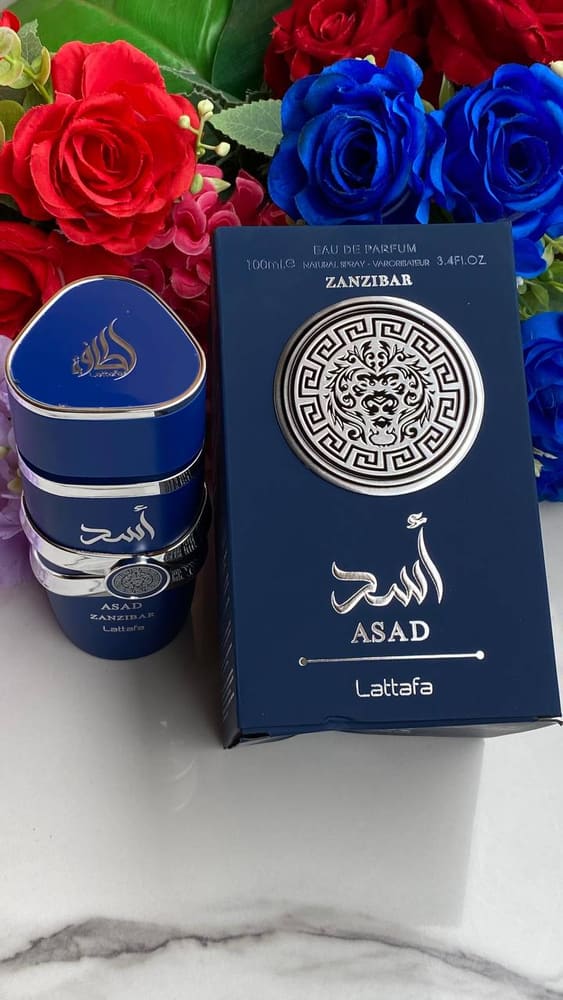 EAU DE PARFUM
100ml.e NATURAL SPRAY - VAPORISATEUR 3.4FL.OZ
ZANZIBAR
أسد
ASAD
Lattafa
لطافة
Lattafa
أسد
ASAD
ZANZIBAR
Lattafa